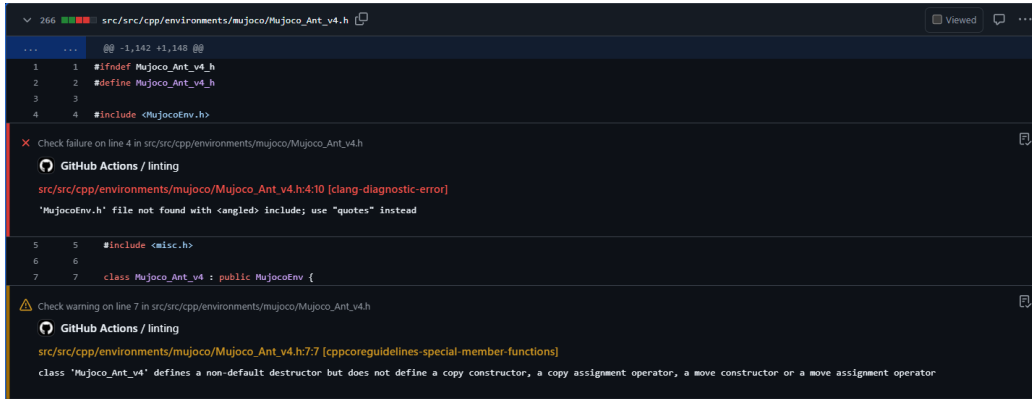 266 src/src/cpp/environments/mujoco/Mujoco_Ant_v4.h Viewed ...
... ... @@ -1,142 +1,148 @@
1 1 #ifndef Mujoco_Ant_v4_h
2 2 #define Mujoco_Ant_v4_h
3 3
4 4 #include <MujocoEnv.h>
Check failure on line 4 in src/src/cpp/environments/mujoco/Mujoco_Ant_v4.h
GitHub Actions / linting
src/src/cpp/environments/mujoco/Mujoco_Ant_v4.h:4:10 [clang-diagnostic-error]
'MujocoEnv.h' file not found with <angled> include; use "quotes" instead
5 5 #include <misc.h>
6 6
7 7 class Mujoco_Ant_v4 : public MujocoEnv {
Check warning on line 7 in src/src/cpp/environments/mujoco/Mujoco_Ant_v4.h
GitHub Actions / linting
src/src/cpp/environments/mujoco/Mujoco_Ant_v4.h:7:7 [cppcoreguidelines-special-member-functions]
class 'Mujoco_Ant_v4' defines a non-default destructor but does not define a copy constructor, a copy assignment operator, a move constructor or a move assignment operator